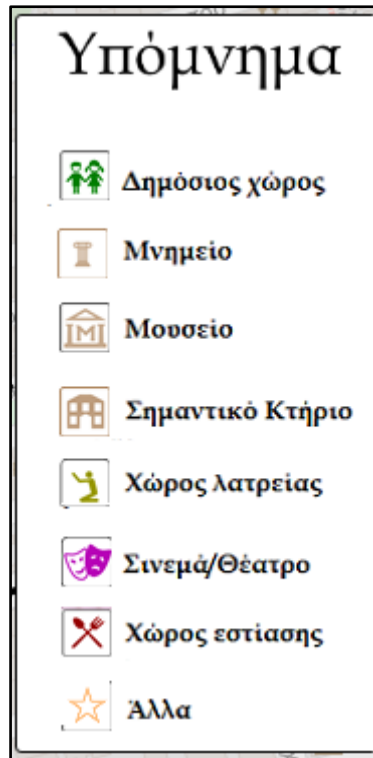 Υπόμνημα
Δημόσιος χώρος
Μνημείο
Μουσείο
Σημαντικό Κτήριο
Χώρος λατρείας
Σινεμά/Θέατρο
Χώρος εστίασης
Άλλα